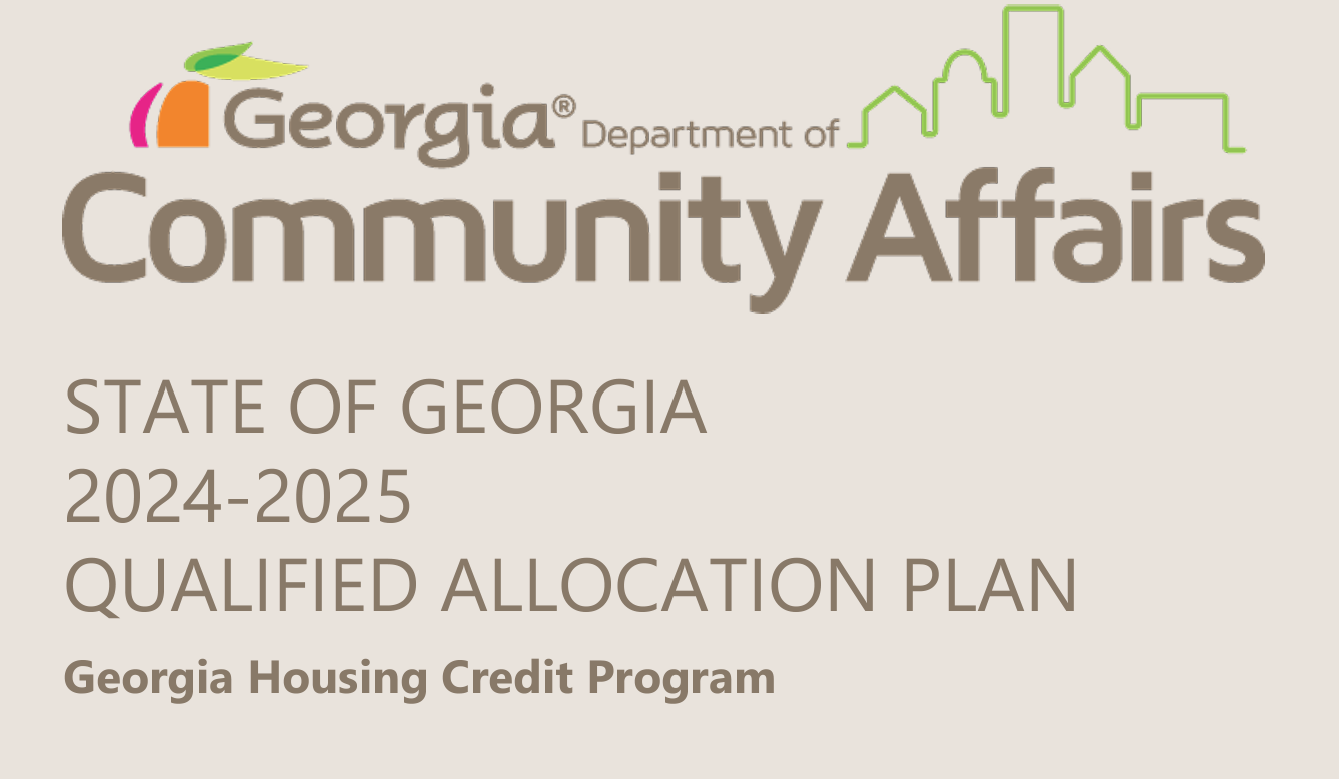 Georgia® Department of
Community Affairs
STATE OF GEORGIA
2024-2025
QUALIFIED ALLOCATION PLAN
Georgia Housing Credit Program